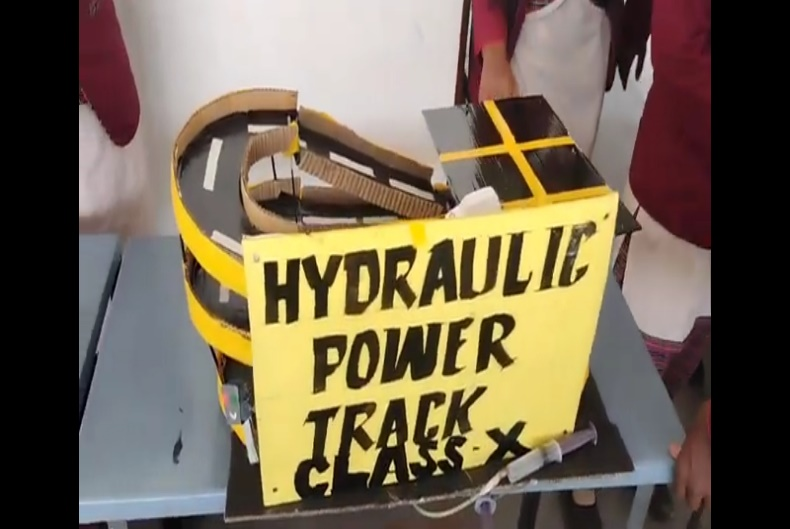 HYDRAULIC
POWER
TRACK
CLASS-X